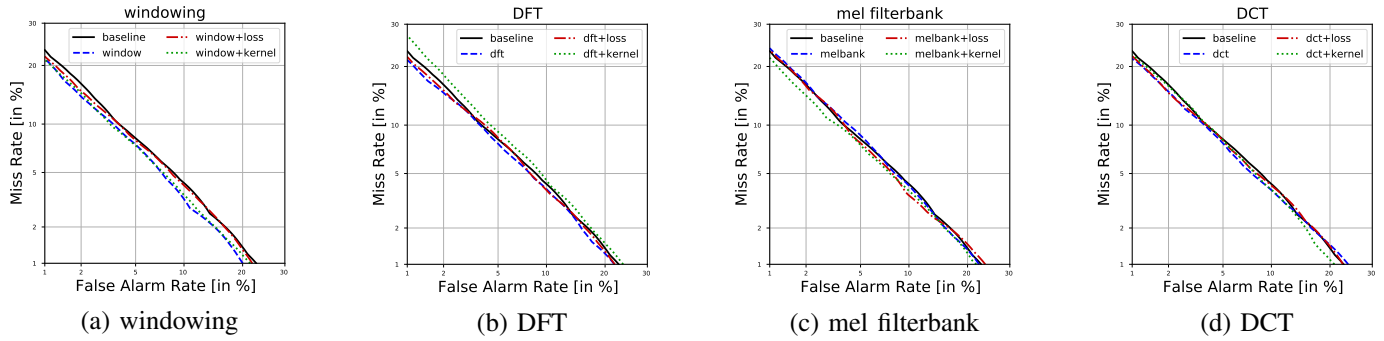 windowing
baseline
window
window+loss
window+kernel
30
20
10
5
2
1
Miss Rate [in %]
1 2 5 10 20 30
False Alarm Rate [in %]
(a) windowing
DFT
baseline
dft
dft+loss
dft+kernel
30
20
10
5
2
1
Miss Rate [in %]
1 2 5 10 20 30
False Alarm Rate [in %]
(b) DFT
mel filterbank
baseline
melbank
melbank+loss
melbank+kernel
30
20
10
5
2
1
Miss Rate [in %]
1 2 5 10 20 30
False Alarm Rate [in %]
(c) mel filterbank
DCT
baseline
dct
dct+loss
dct+kernel
30
20
10
5
2
1
Miss Rate [in %]
1 2 5 10 20 30
False Alarm Rate [in %]
(d) DCT